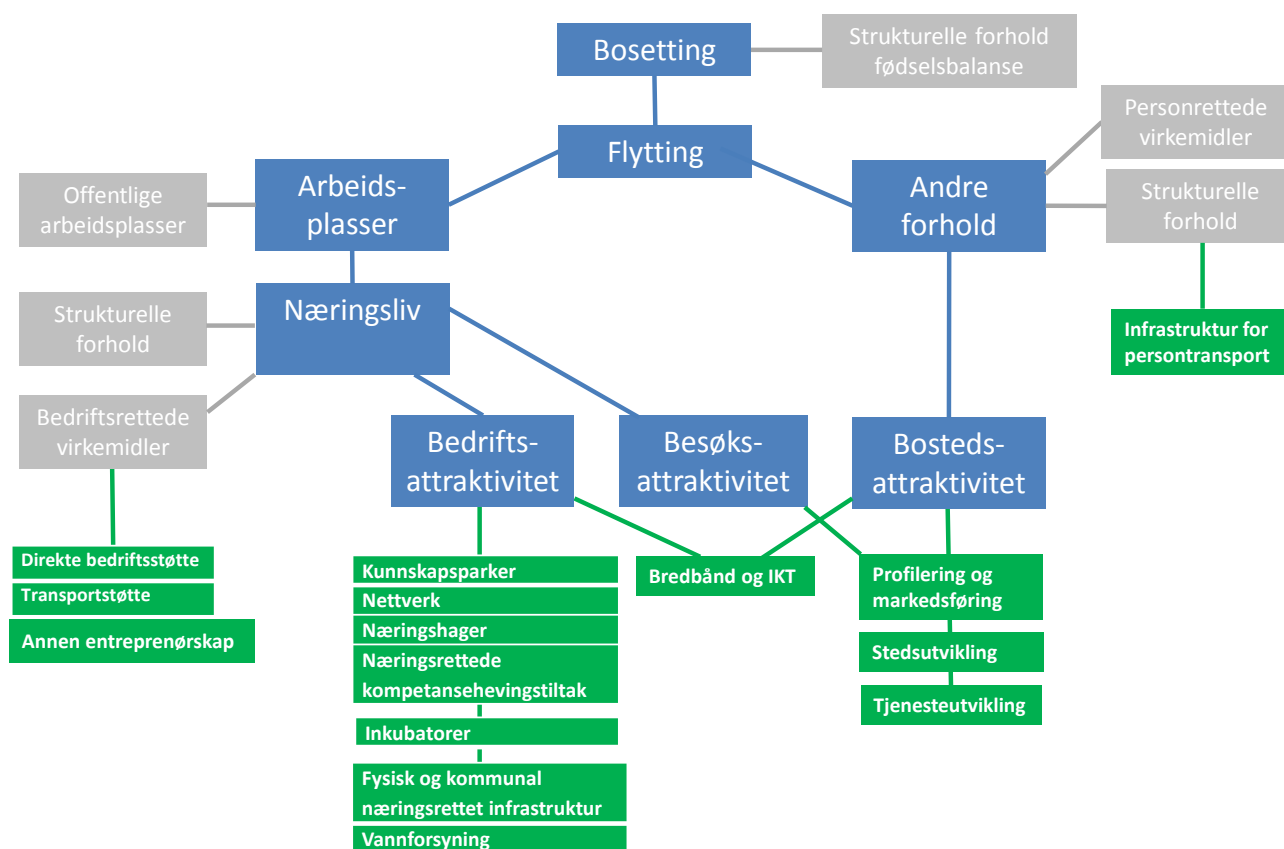 Bosetting
Strukturelle forhold
fødselsbalanse
Flytting
Personrettede
virkemidler
Offentlige
arbeidsplasser
Arbeids-
plasser
Andre
forhold
Strukturelle
forhold
Strukturelle
forhold
Næringsliv
Infrastruktur for
persontransport
Bedriftsrettede
virkemidler
Bedrifts-
attraktivitet
Besøks-
attraktivitet
Bosteds-
attraktivitet
Direkte bedriftsstøtte
Transportstøtte
Annen entreprenørskap
Kunnskapsparker
Nettverk
Næringshager
Næringsrettede
kompetansehevingstiltak
Inkubatorer
Fysisk og kommunal
næringsrettet infrastruktur
Vannforsyning
Bredbånd og IKT
Profilering og
markedsføring
Stedsutvikling
Tjenesteutvikling